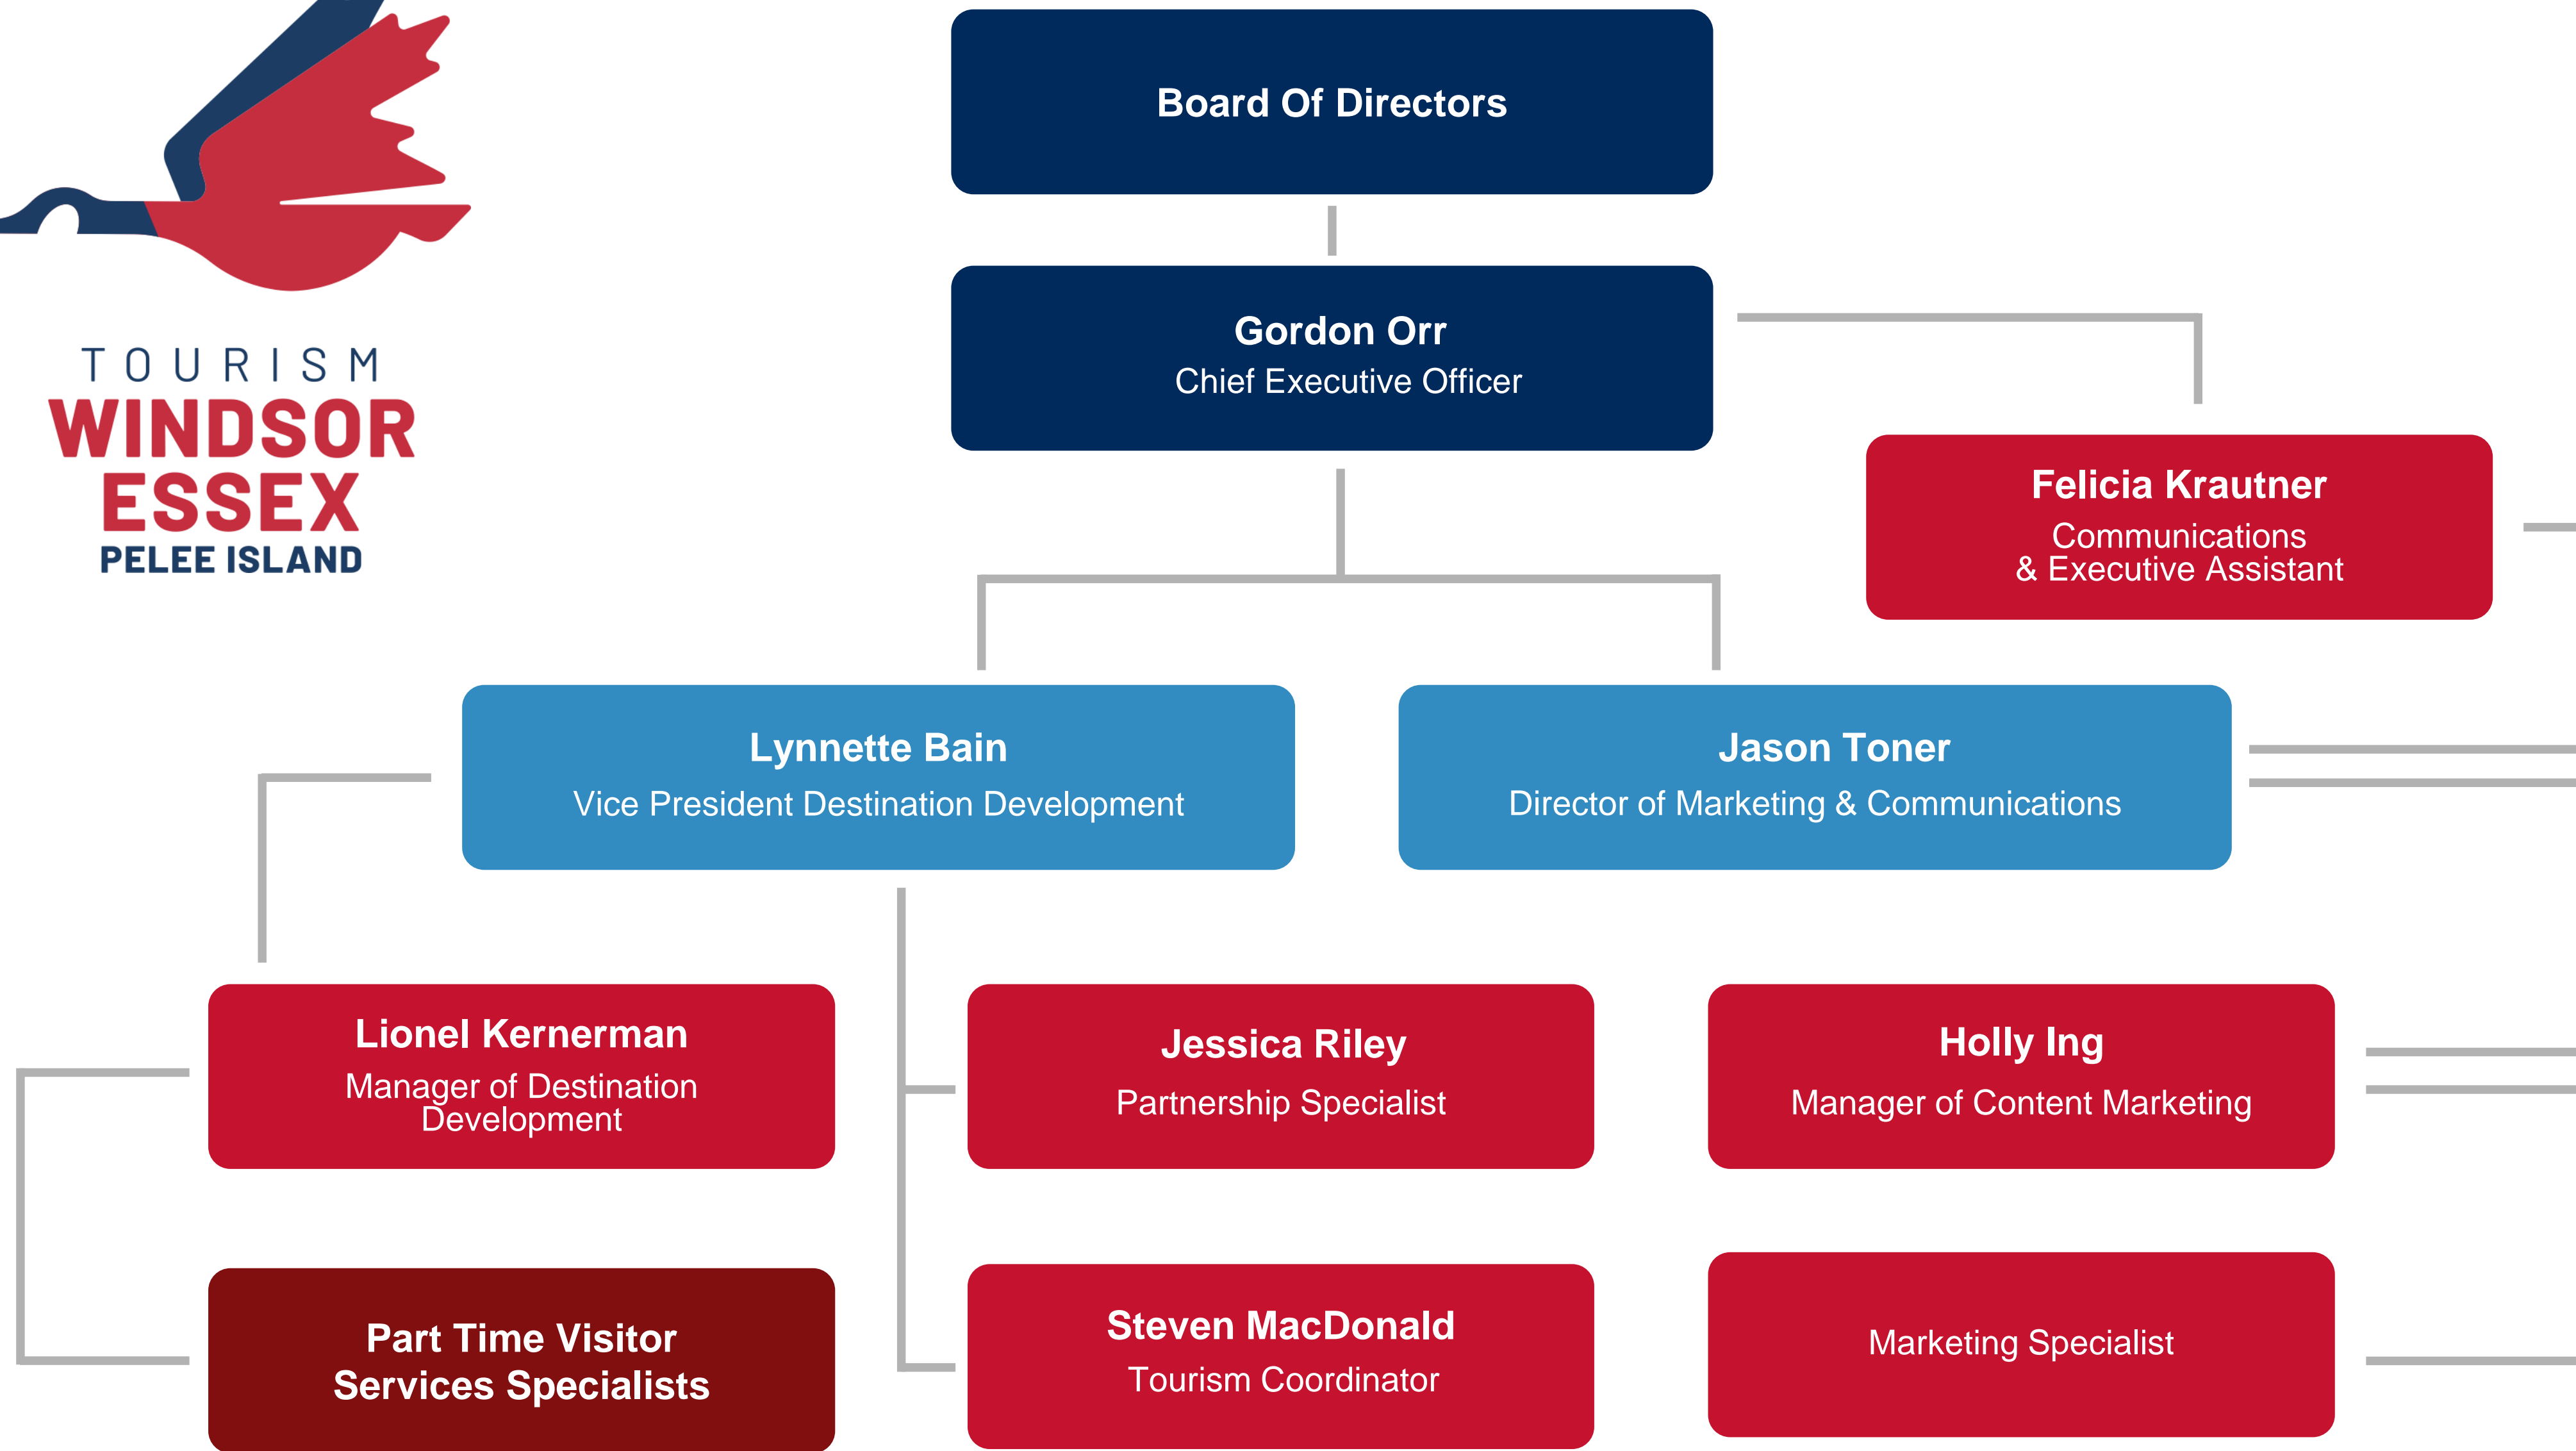 Board Of Directors
TOURISM
WINDSOR
ESSEX
PELEE ISLAND
Gordon Orr
Chief Executive Officer
Felicia Krautner
Communications
& Executive Assistant
Lynnette Bain
Vice President Destination Development
Jason Toner
Director of Marketing & Communications
Lionel Kernerman
Manager of Destination
Development
Jessica Riley
Partnership Specialist
Holly Ing
Manager of Content Marketing
Part Time Visitor
Services Specialists
Steven MacDonald
Tourism Coordinator
Marketing Specialist